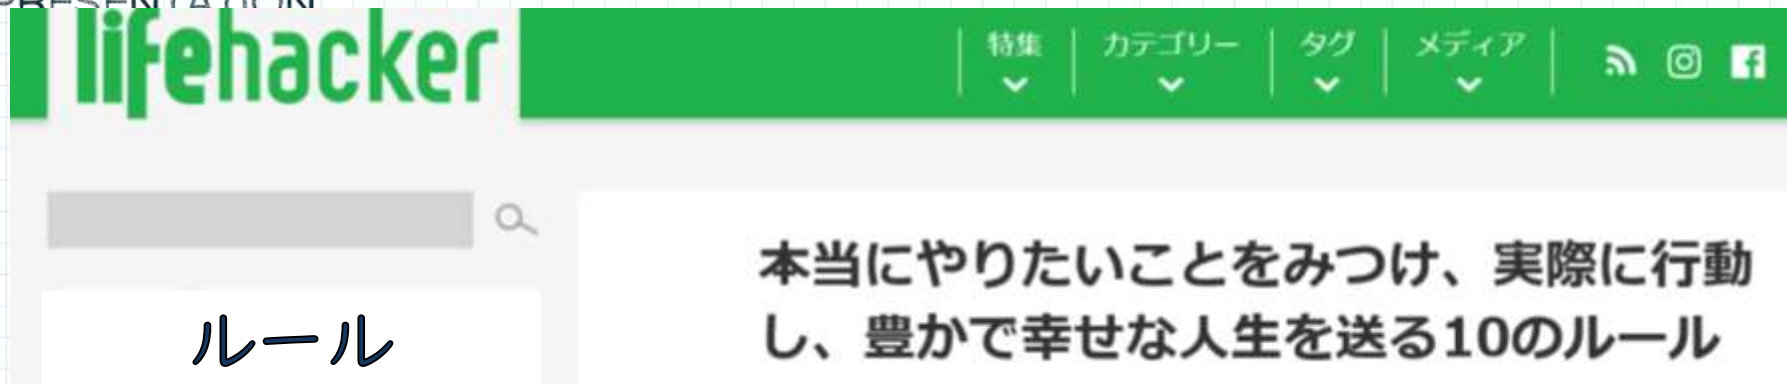 PRESENTATION
lifehacker
特集
カテゴリー
タグ
メディア
本当にやりたいことをみつけ、実際に行動
し、豊かで幸せな人生を送る10のルール
ルール